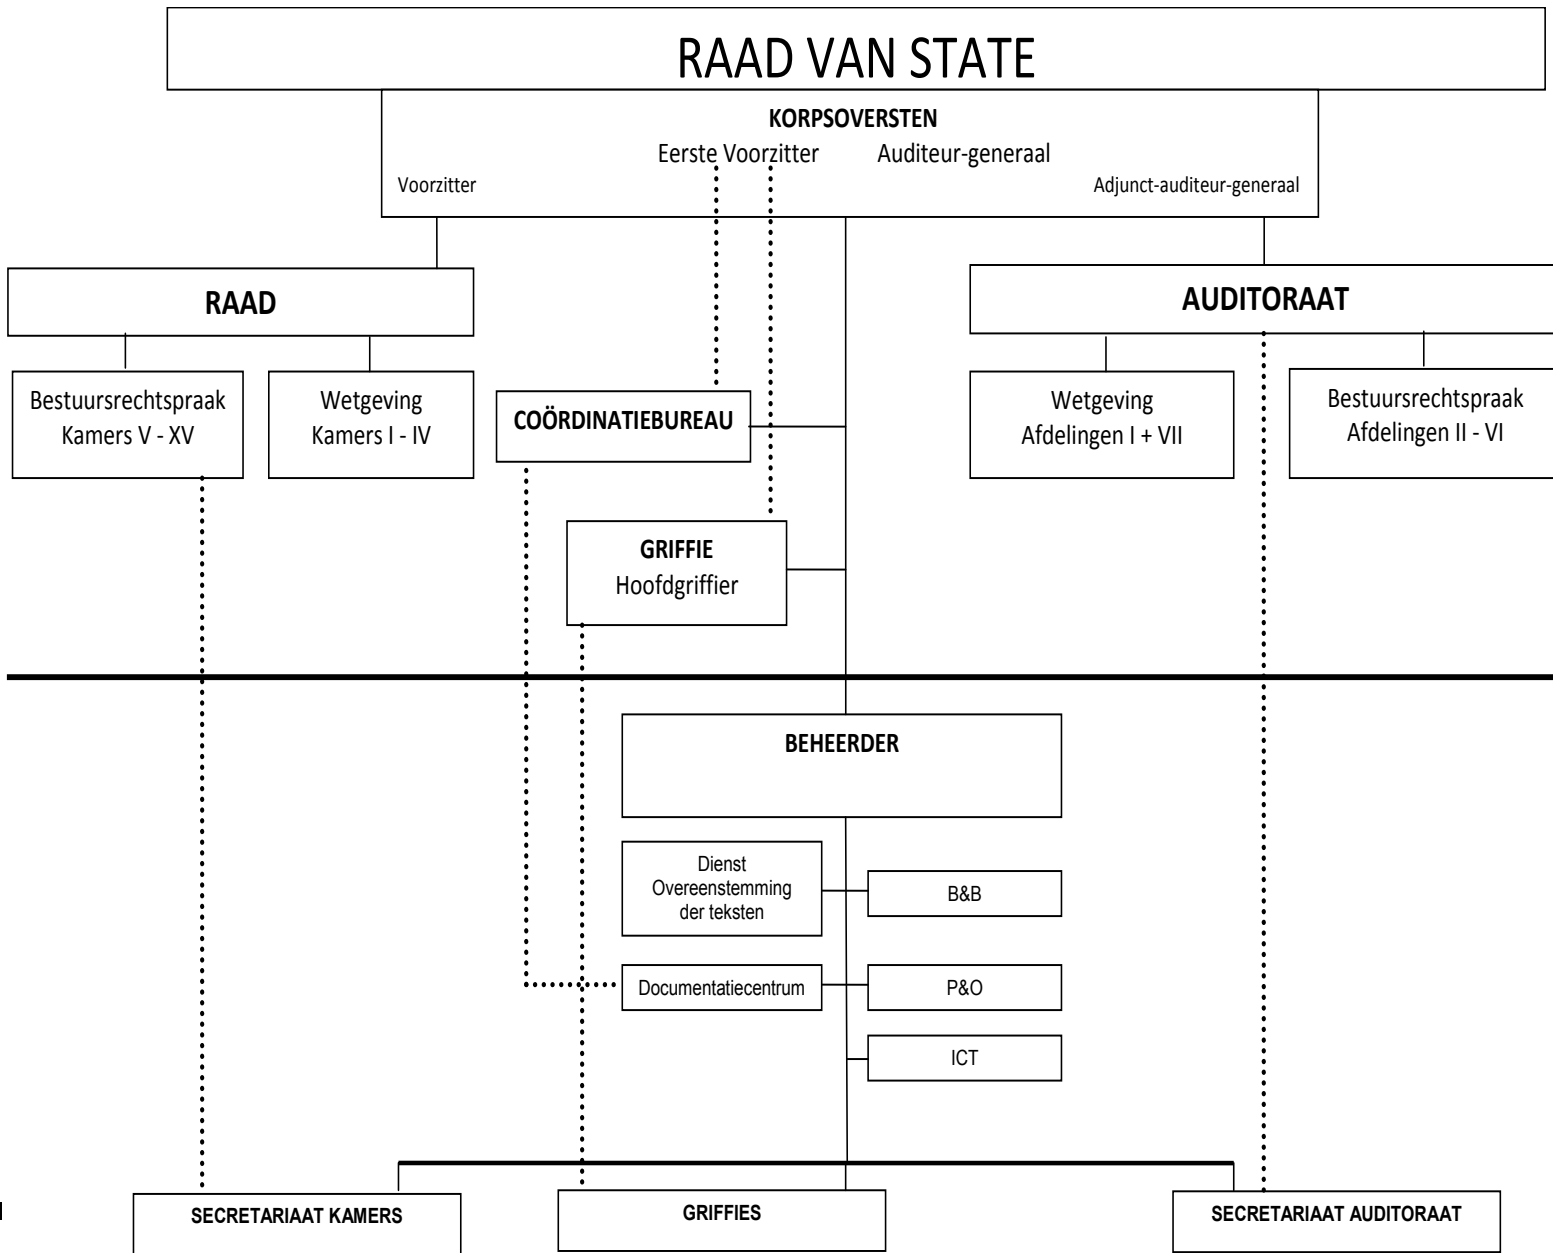 RAAD VAN STATE
KORPSOVERSTEN
Eerste Voorzitter Auditeur-generaal
Voorzitter
Adjunct-auditeur-generaal
RAAD
AUDITORAAT
Bestuursrechtspraak
Kamers V - XV
Wetgeving
Kamers I - IV
COÖRDINATIEBUREAU
Wetgeving
Afdelingen I + VII
Bestuursrechtspraak
Afdelingen II - VI
GRIFFIE
Hoofdgriffier
BEHEERDER
Dienst
Overeenstemming
der teksten
B&B
Documentatiecentrum
P&O
ICT
SECRETARIAAT KAMERS
GRIFFIES
SECRETARIAAT AUDITORAAT